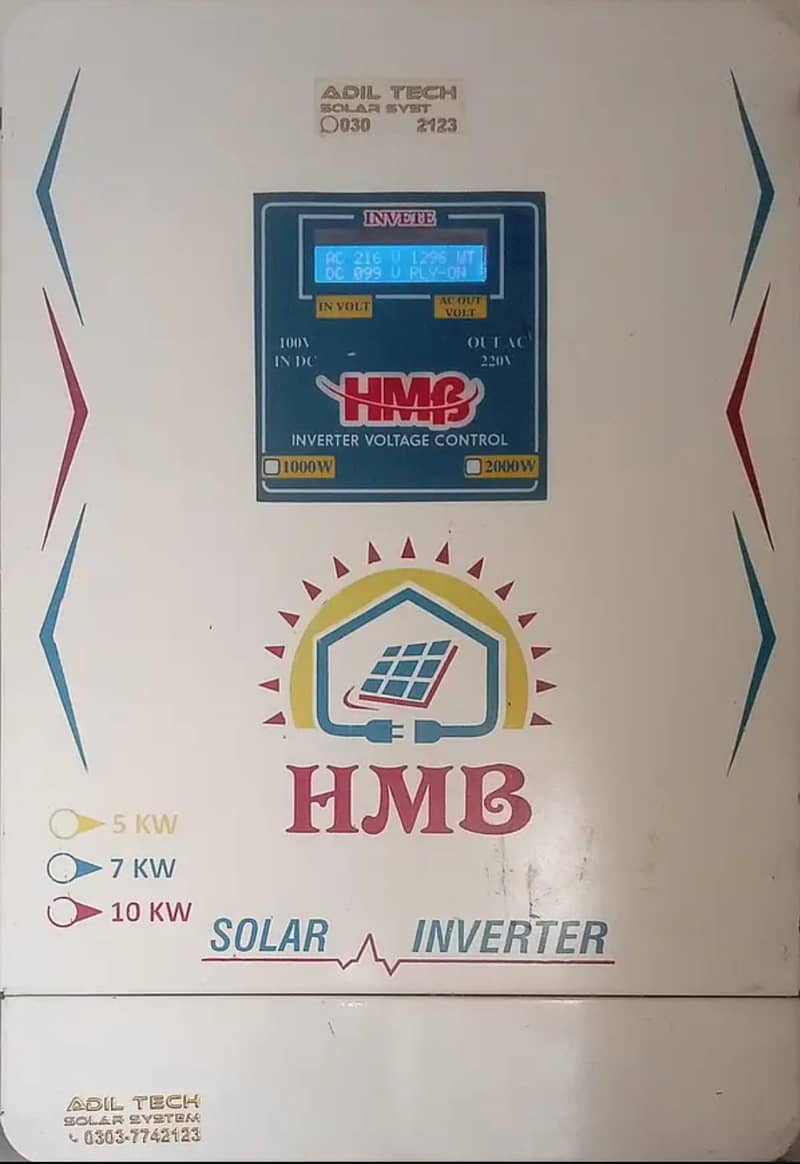 ADIL TECH
SOLAR SYST
030 2123
INVETE
AC 216 V 1296 WT
DC 099 V RLY-ON
IN VOLT
AC OUT
VOLT
100V
IN DC
OUT AC
220V
HMB
INVERTER VOLTAGE CONTROL
1000W
2000W
HMB
5 KW
7 KW
10 KW
SOLAR INVERTER
ADIL TECH
SOLAR SYSTEM
0303-7742123